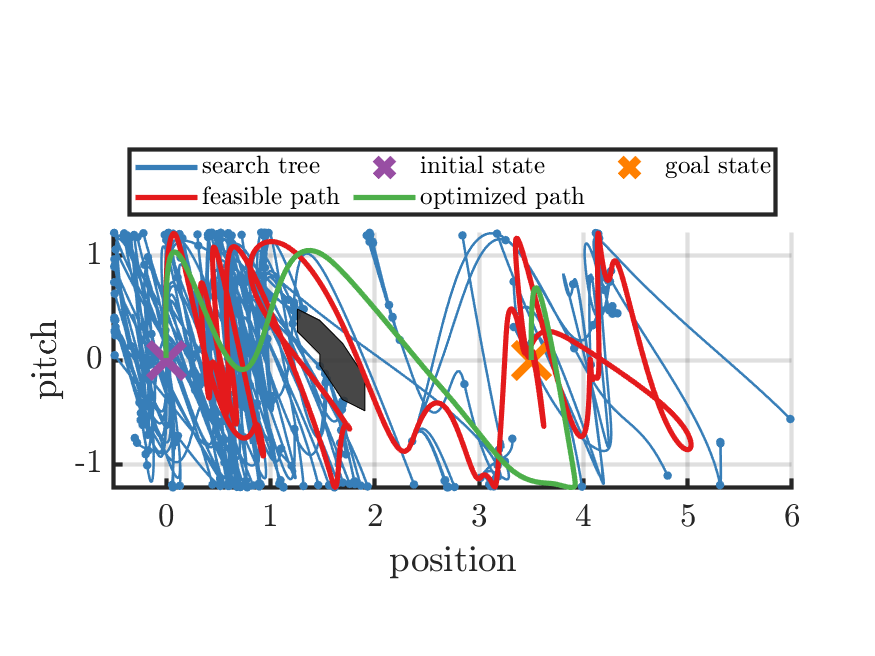 search tree initial state goal state
feasible path optimized path
1
0
-1
pitch
0 1 2 3 4 5 6
position